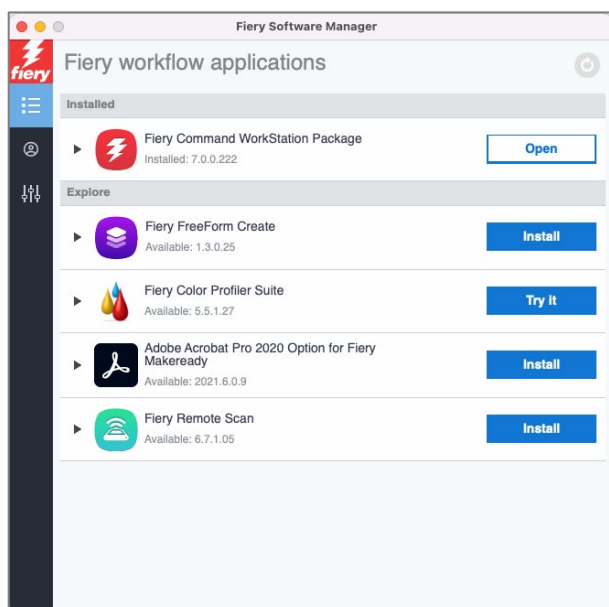 Fiery Software Manager
fiery
Fiery workflow applications
Installed
Fiery Command WorkStation Package
Installed: 7.0.0.222
Open
Explore
Fiery FreeForm Create
Available: 1.3.0.25
Install
Fiery Color Profiler Suite
Available: 5.5.1.27
Try it
Adobe Acrobat Pro 2020 Option for Fiery
Makeready
Available: 2021.6.0.9
Install
Fiery Remote Scan
Available: 6.7.1.05
Install